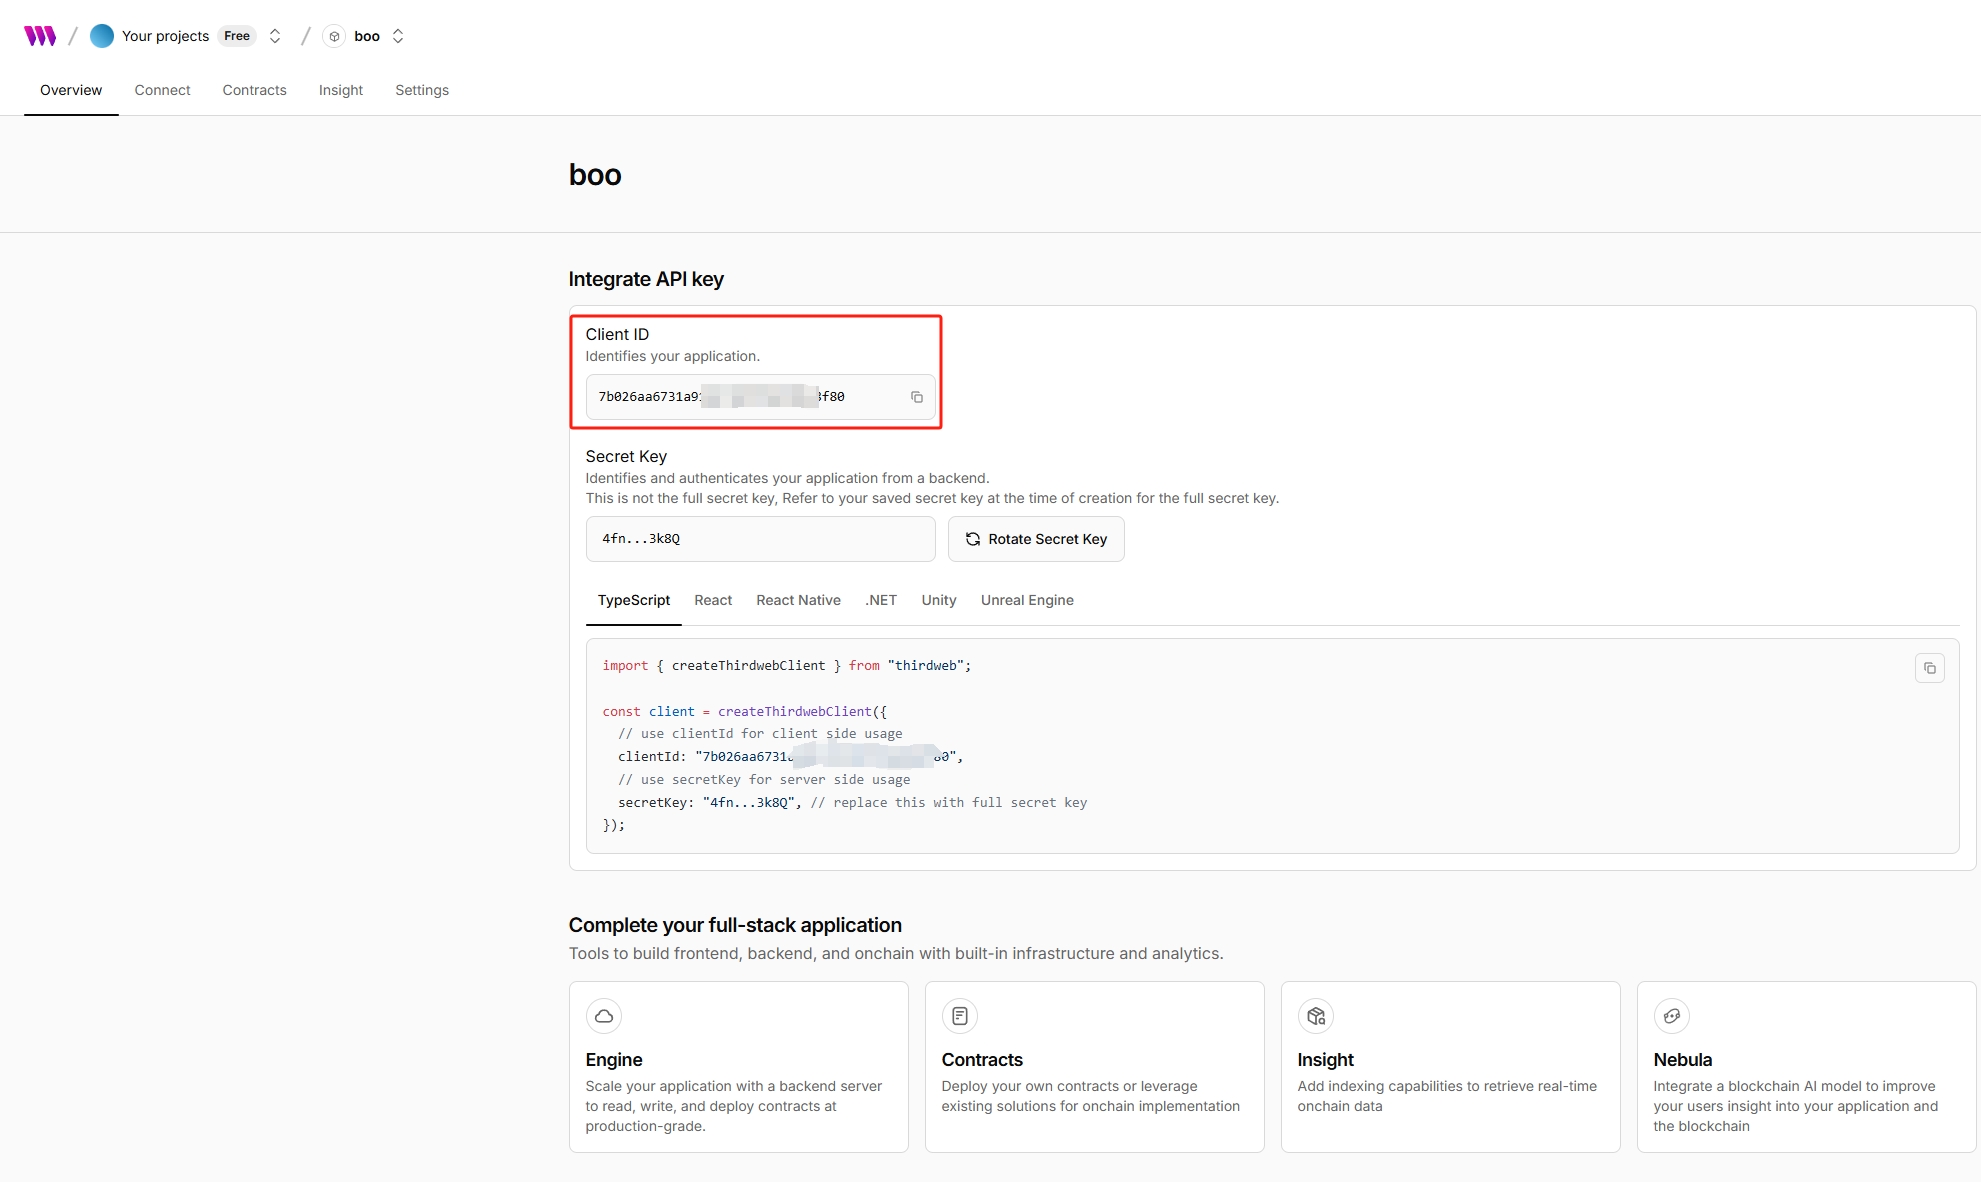 / Your projects Free / boo
Overview Connect Contracts Insight Settings
boo
Integrate API key
Client ID
Identifies your application.
7b026aa6731a9 f80
Secret Key
Identifies and authenticates your application from a backend.
This is not the full secret key, Refer to your saved secret key at the time of creation for the full secret key.
4fn...3k8Q Rotate Secret Key
TypeScript React React Native .NET Unity Unreal Engine
import { createThirdwebClient } from "thirdweb";
const client = createThirdwebClient({
// use clientId for client side usage
clientId: "7b026aa6731 80",
// use secretKey for server side usage
secretKey: "4fn...3k8Q", // replace this with full secret key
});
Complete your full-stack application
Tools to build frontend, backend, and onchain with built-in infrastructure and analytics.
Engine
Scale your application with a backend server
to read, write, and deploy contracts at
production-grade.
Contracts
Deploy your own contracts or leverage
existing solutions for onchain implementation
Insight
Add indexing capabilities to retrieve real-time
onchain data
Nebula
Integrate a blockchain AI model to improve
your users insight into your application and
the blockchain